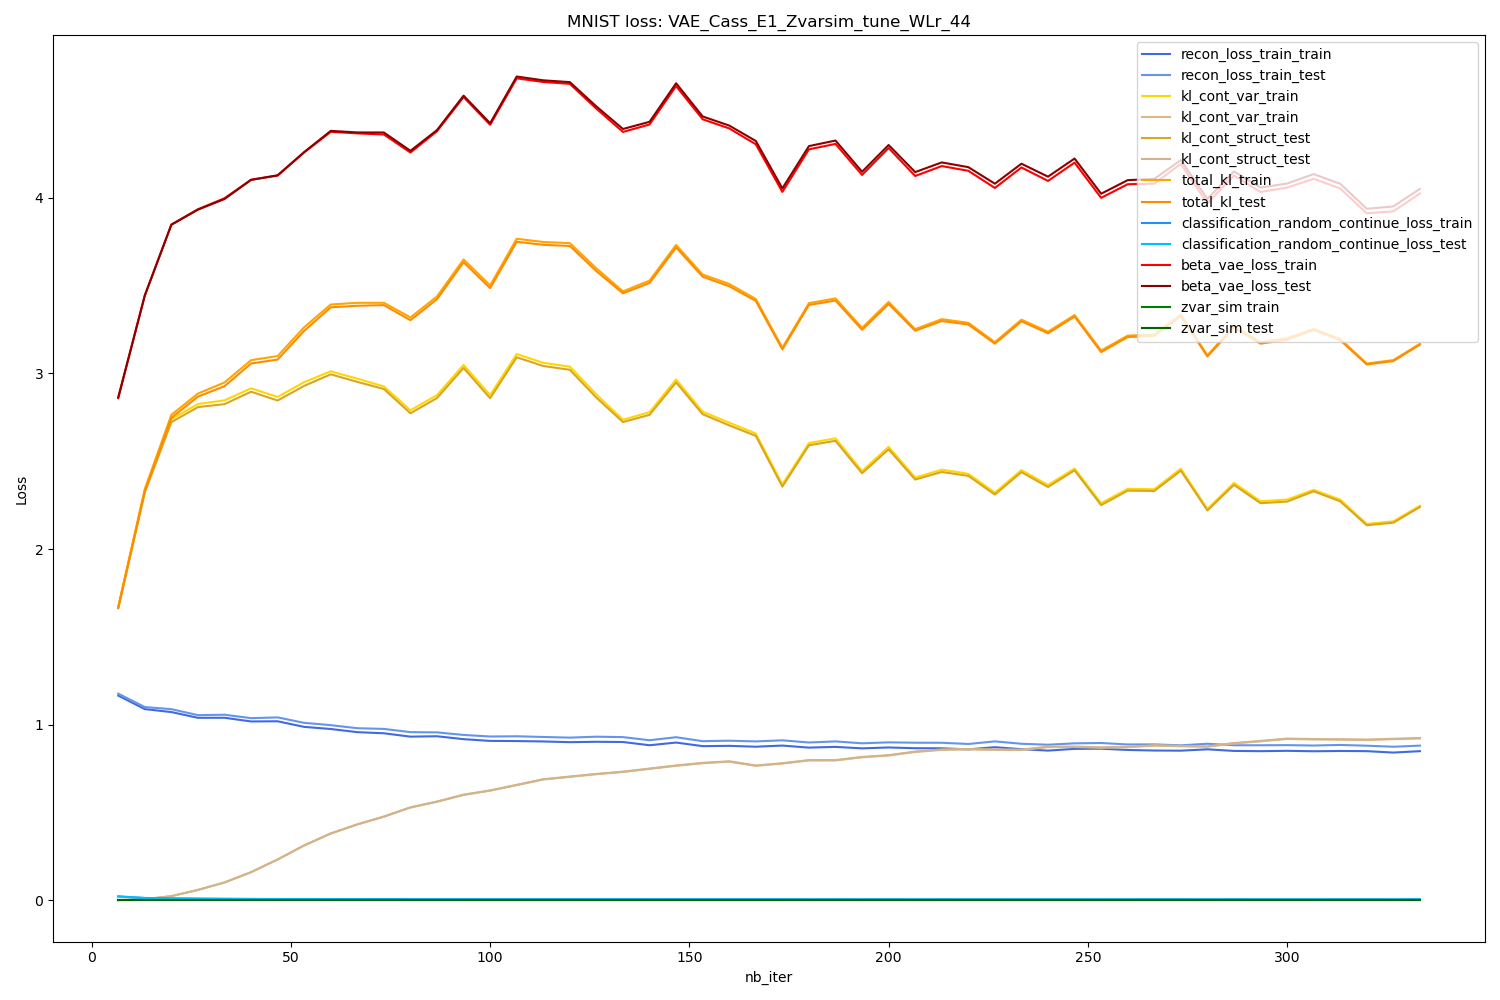 MNIST loss: VAE_Cass_E1_Zvarsim_tune_WLr_44
recon_loss_train_train
recon_loss_train_test
kl_cont_var_train
kl_cont_var_train
kl_cont_struct_test
kl_cont_struct_test
total_kl_train
total_kl_test
classification_random_continue_loss_train
classification_random_continue_loss_test
beta_vae_loss_train
beta_vae_loss_test
zvar_sim train
zvar_sim test
Loss
4
3
2
1
0
0 50 100 150 200 250 300
nb_iter